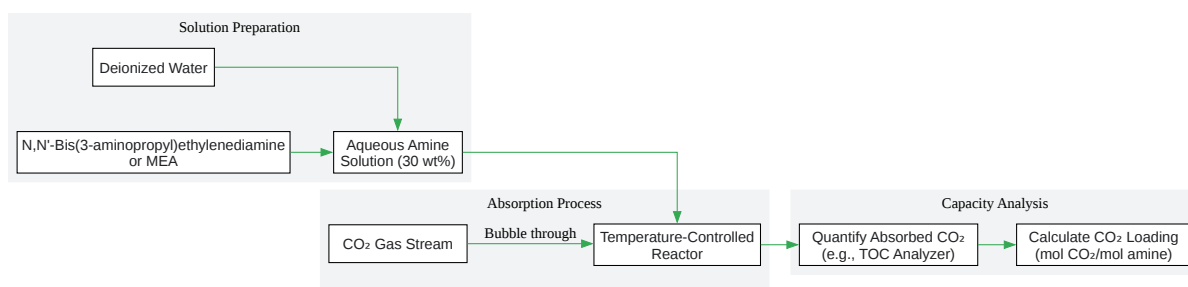 Solution Preparation
Deionized Water
N,N'-Bis(3-aminopropyl)ethylenediamine
or MEA
Aqueous Amine
Solution (30 wt%)
Absorption Process
CO₂ Gas Stream
Bubble through
Temperature-Controlled
Reactor
Capacity Analysis
Quantify Absorbed CO₂
(e.g., TOC Analyzer)
Calculate CO₂ Loading
(mol CO₂/mol amine)